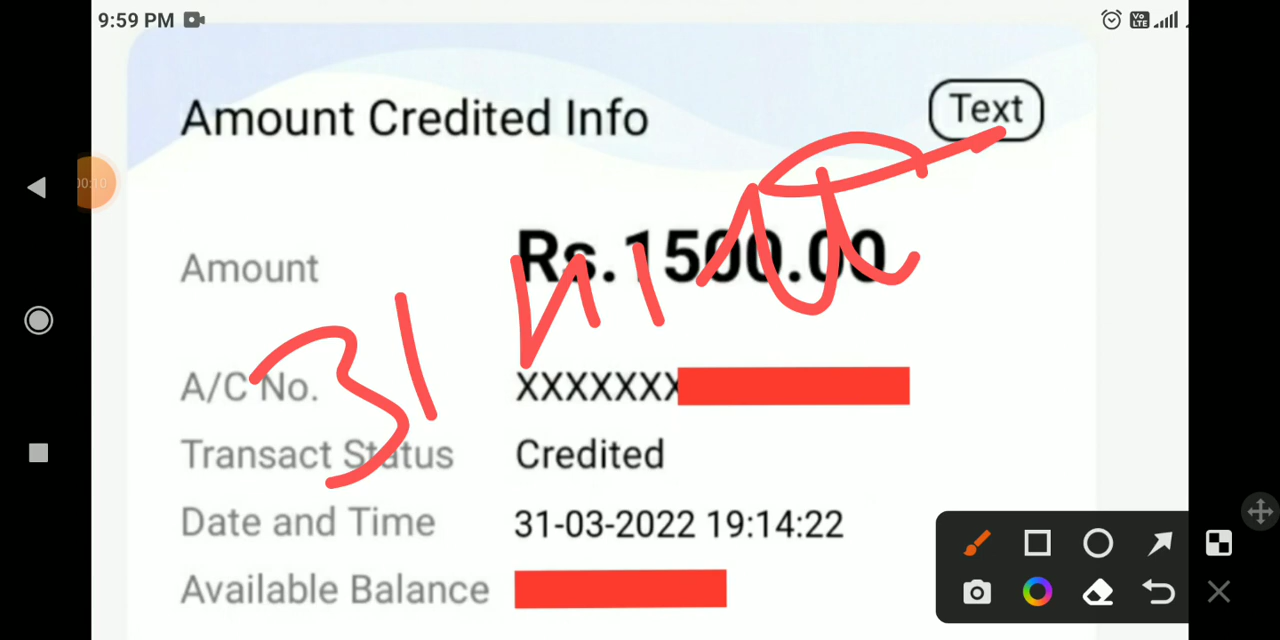 9:59 PM
Amount Credited Info
Text
Amount Rs.1500.00
31
A/C No. XXXXXXX
Transact Status Credited
Date and Time 31-03-2022 19:14:22
Available Balance